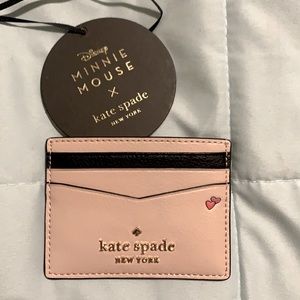 Disney
MINNIE
MOUSE
X
kate spade
NEW YORK
kate spade
NEW YORK